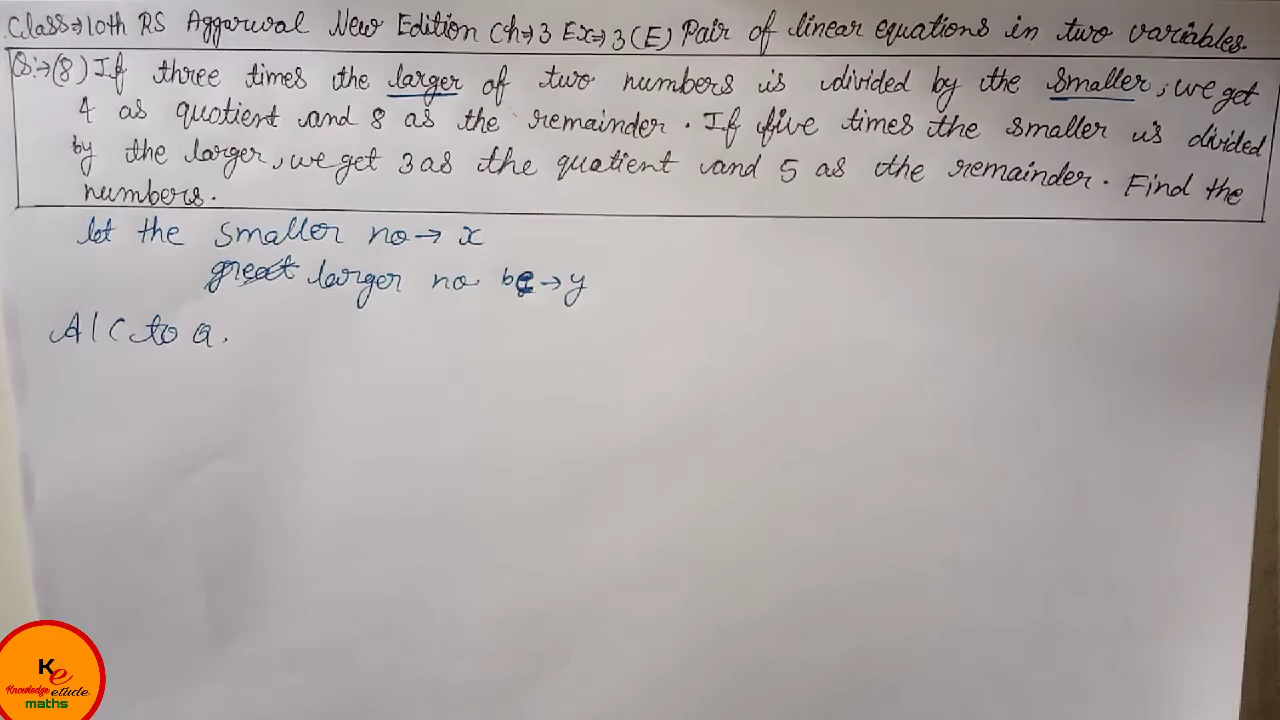 Class→10th RS Aggarwal New Edition Ch→3 Ex→3(E) Pair of linear equations in two variables.
Q:→(8) If three times the larger of two numbers is divided by the smaller, we get
4 as quotient and 8 as the remainder. If five times the smaller is divided
by the larger, we get 3 as the quotient and 5 as the remainder. Find the
numbers.
let the smaller no → x
great larger no be → y
A/C to Q.
Ke
Knowledge etude
maths